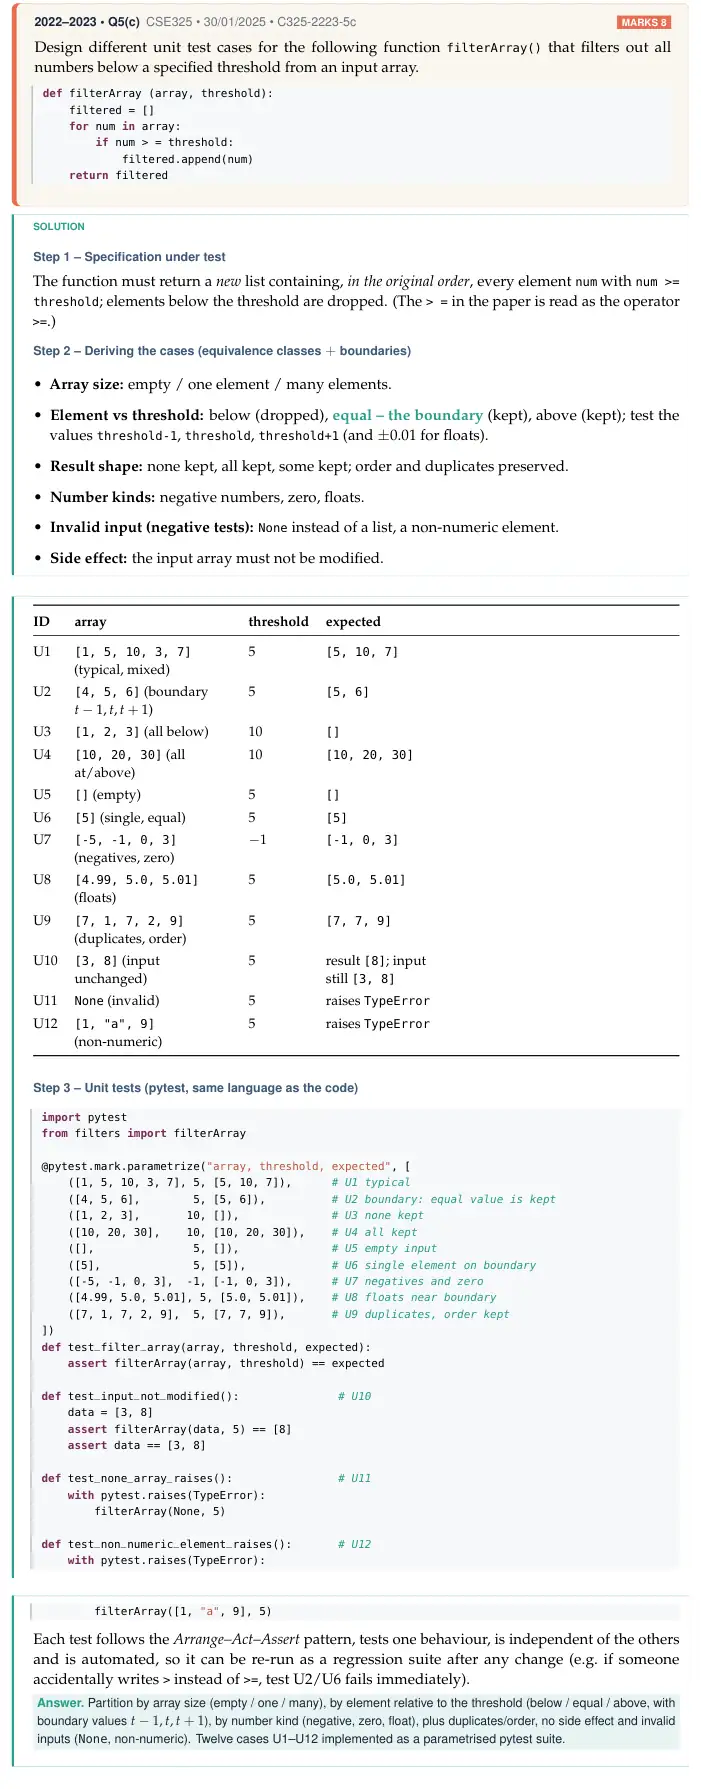 2022–2023 • Q5(c) CSE325 • 30/01/2025 • C325-2223-5c MARKS 8
Design different unit test cases for the following function filterArray() that filters out all
numbers below a specified threshold from an input array.
def filterArray (array, threshold):
    filtered = []
    for num in array:
        if num > = threshold:
            filtered.append(num)
    return filtered
SOLUTION
Step 1 – Specification under test
The function must return a new list containing, in the original order, every element num with num >=
threshold; elements below the threshold are dropped. (The > = in the paper is read as the operator
>=.)
Step 2 – Deriving the cases (equivalence classes + boundaries)
• Array size: empty / one element / many elements.
• Element vs threshold: below (dropped), equal – the boundary (kept), above (kept); test the
values threshold-1, threshold, threshold+1 (and ±0.01 for floats).
• Result shape: none kept, all kept, some kept; order and duplicates preserved.
• Number kinds: negative numbers, zero, floats.
• Invalid input (negative tests): None instead of a list, a non-numeric element.
• Side effect: the input array must not be modified.
ID array threshold expected
U1 [1, 5, 10, 3, 7] 5 [5, 10, 7]
(typical, mixed)
U2 [4, 5, 6] (boundary 5 [5, 6]
t − 1, t, t + 1)
U3 [1, 2, 3] (all below) 10 []
U4 [10, 20, 30] (all 10 [10, 20, 30]
at/above)
U5 [] (empty) 5 []
U6 [5] (single, equal) 5 [5]
U7 [-5, -1, 0, 3] −1 [-1, 0, 3]
(negatives, zero)
U8 [4.99, 5.0, 5.01] 5 [5.0, 5.01]
(floats)
U9 [7, 1, 7, 2, 9] 5 [7, 7, 9]
(duplicates, order)
U10 [3, 8] (input 5 result [8]; input
unchanged) still [3, 8]
U11 None (invalid) 5 raises TypeError
U12 [1, "a", 9] 5 raises TypeError
(non-numeric)
Step 3 – Unit tests (pytest, same language as the code)
import pytest
from filters import filterArray
@pytest.mark.parametrize("array, threshold, expected", [
    ([1, 5, 10, 3, 7], 5, [5, 10, 7]),      # U1 typical
    ([4, 5, 6],        5, [5, 6]),          # U2 boundary: equal value is kept
    ([1, 2, 3],       10, []),              # U3 none kept
    ([10, 20, 30],    10, [10, 20, 30]),    # U4 all kept
    ([],               5, []),              # U5 empty input
    ([5],              5, [5]),             # U6 single element on boundary
    ([-5, -1, 0, 3],  -1, [-1, 0, 3]),      # U7 negatives and zero
    ([4.99, 5.0, 5.01], 5, [5.0, 5.01]),    # U8 floats near boundary
    ([7, 1, 7, 2, 9],  5, [7, 7, 9]),       # U9 duplicates, order kept
])
def test_filter_array(array, threshold, expected):
    assert filterArray(array, threshold) == expected
def test_input_not_modified():               # U10
    data = [3, 8]
    assert filterArray(data, 5) == [8]
    assert data == [3, 8]
def test_none_array_raises():                # U11
    with pytest.raises(TypeError):
        filterArray(None, 5)
def test_non_numeric_element_raises():       # U12
    with pytest.raises(TypeError):
        filterArray([1, "a", 9], 5)
Each test follows the Arrange–Act–Assert pattern, tests one behaviour, is independent of the others
and is automated, so it can be re-run as a regression suite after any change (e.g. if someone
accidentally writes > instead of >=, test U2/U6 fails immediately).
Answer. Partition by array size (empty / one / many), by element relative to the threshold (below / equal / above, with
boundary values t − 1, t, t + 1), by number kind (negative, zero, float), plus duplicates/order, no side effect and invalid
inputs (None, non-numeric). Twelve cases U1–U12 implemented as a parametrised pytest suite.